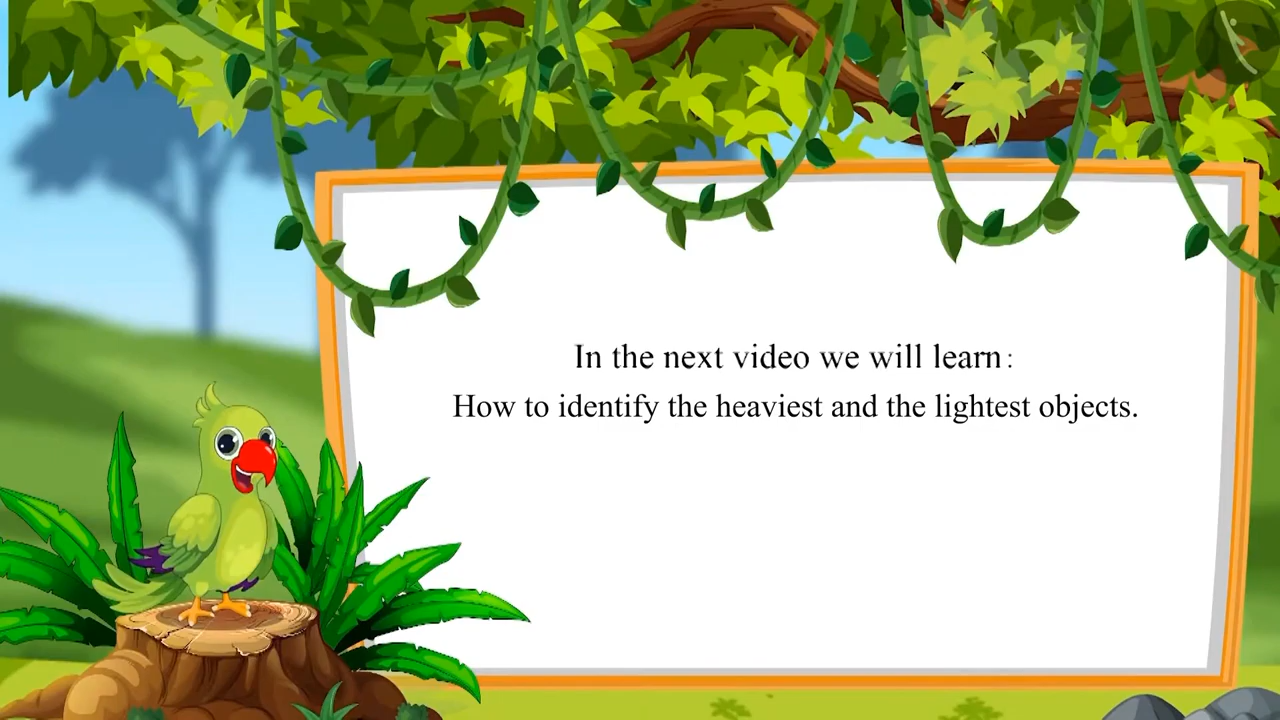 In the next video we will learn:
How to identify the heaviest and the lightest objects.